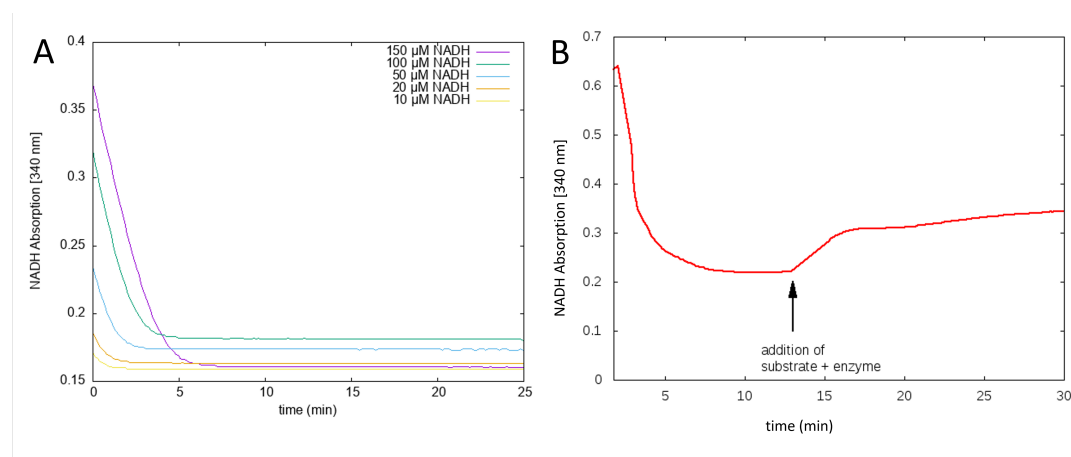 A
NADH Absorption [340 nm]
0.4
0.35
0.3
0.25
0.2
0.15
150 µM NADH
100 µM NADH
50 µM NADH
20 µM NADH
10 µM NADH
0 5 10 15 20 25
time (min)
B
NADH Absorption [340 nm]
0.7
0.6
0.5
0.4
0.3
0.2
0.1
0
addition of
substrate + enzyme
5 10 15 20 25 30
time (min)